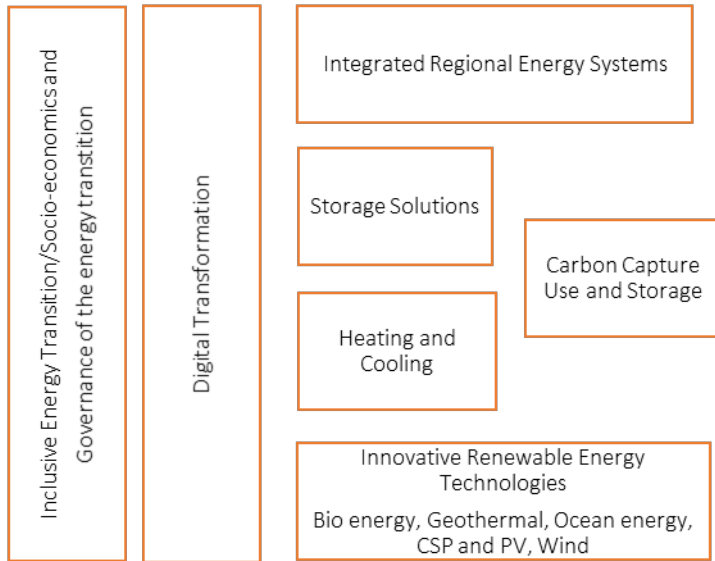 Inclusive Energy Transition/Socio-economics and
Governance of the energy transtition
Digital Transformation
Integrated Regional Energy Systems
Storage Solutions
Carbon Capture
Use and Storage
Heating and
Cooling
Innovative Renewable Energy
Technologies
Bio energy, Geothermal, Ocean energy,
CSP and PV, Wind